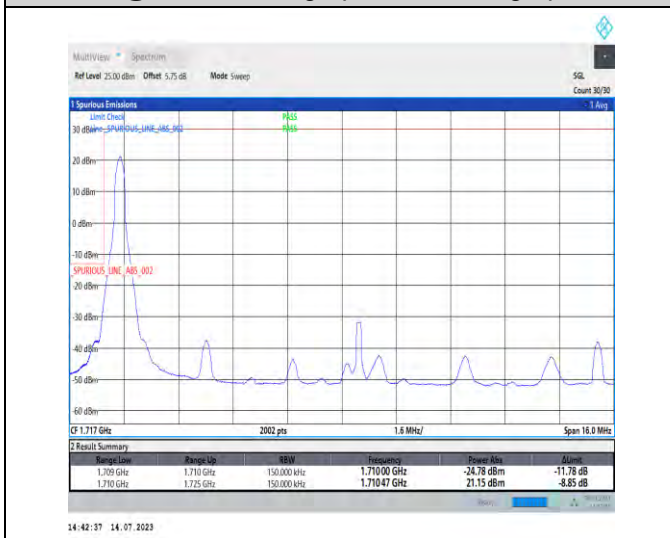 MultiView Spectrum
Ref Level 25.00 dBm Offset 5.75 dB Mode Sweep SGL
Count 30/30
1 Spurious Emissions 1 Avg
Limit Check PASS
30 dBm Line _SPURIOUS_LINE_ABS_002 PASS
20 dBm
10 dBm
0 dBm
-10 dBm
_SPURIOUS_LINE_ABS_002
-20 dBm
-30 dBm
-40 dBm
-50 dBm
-60 dBm
CF 1.717 GHz 2002 pts 1.6 MHz/ Span 16.0 MHz
2 Result Summary
Range Low Range Up RBW Frequency Power Abs ΔLimit
1.709 GHz 1.710 GHz 150.000 kHz 1.71000 GHz -24.78 dBm -11.78 dB
1.710 GHz 1.725 GHz 150.000 kHz 1.71047 GHz 21.15 dBm -8.85 dB
14:42:37 14.07.2023